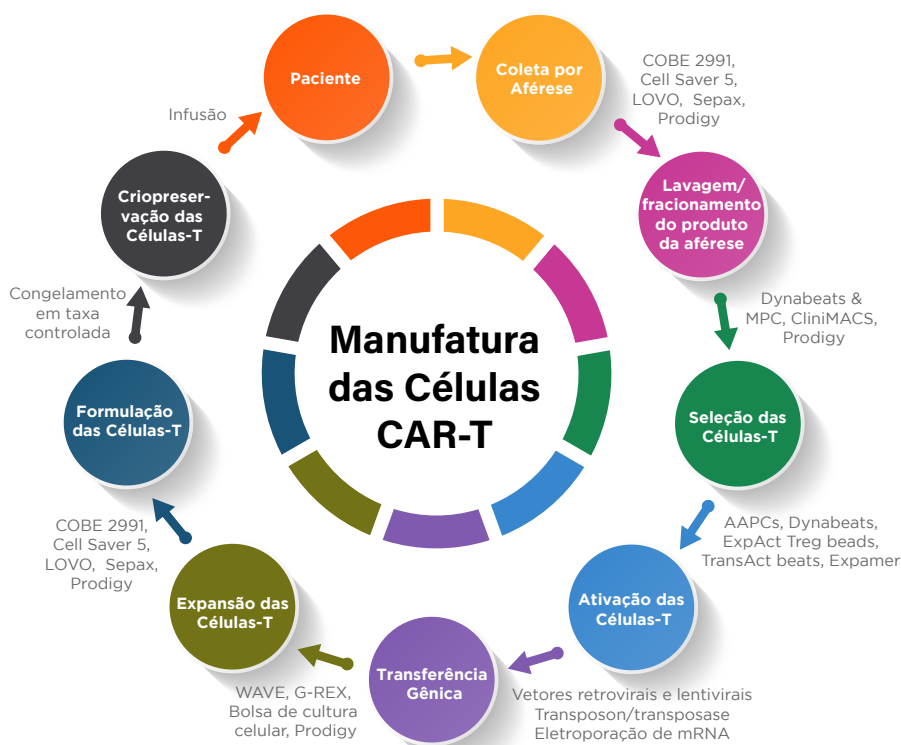 Paciente
Coleta por
Aférese
COBE 2991,
Cell Saver 5,
LOVO, Sepax,
Prodigy
Lavagem/
fracionamento
do produto
da aférese
Dynabeats &
MPC, CliniMACS,
Prodigy
Seleção das
Células-T
AAPCs, Dynabeats,
ExpAct Treg beads,
TransAct beats, Expamer
Ativação das
Células-T
Vetores retrovirais e lentivirais
Transposon/transposase
Eletroporação de mRNA
Transferência
Gênica
WAVE, G-REX,
Bolsa de cultura
celular, Prodigy
Expansão das
Células-T
COBE 2991,
Cell Saver 5,
LOVO, Sepax,
Prodigy
Formulação
das Células-T
Congelamento
em taxa
controlada
Criopreser-
vação das
Células-T
Infusão
Manufatura
das Células
CAR-T